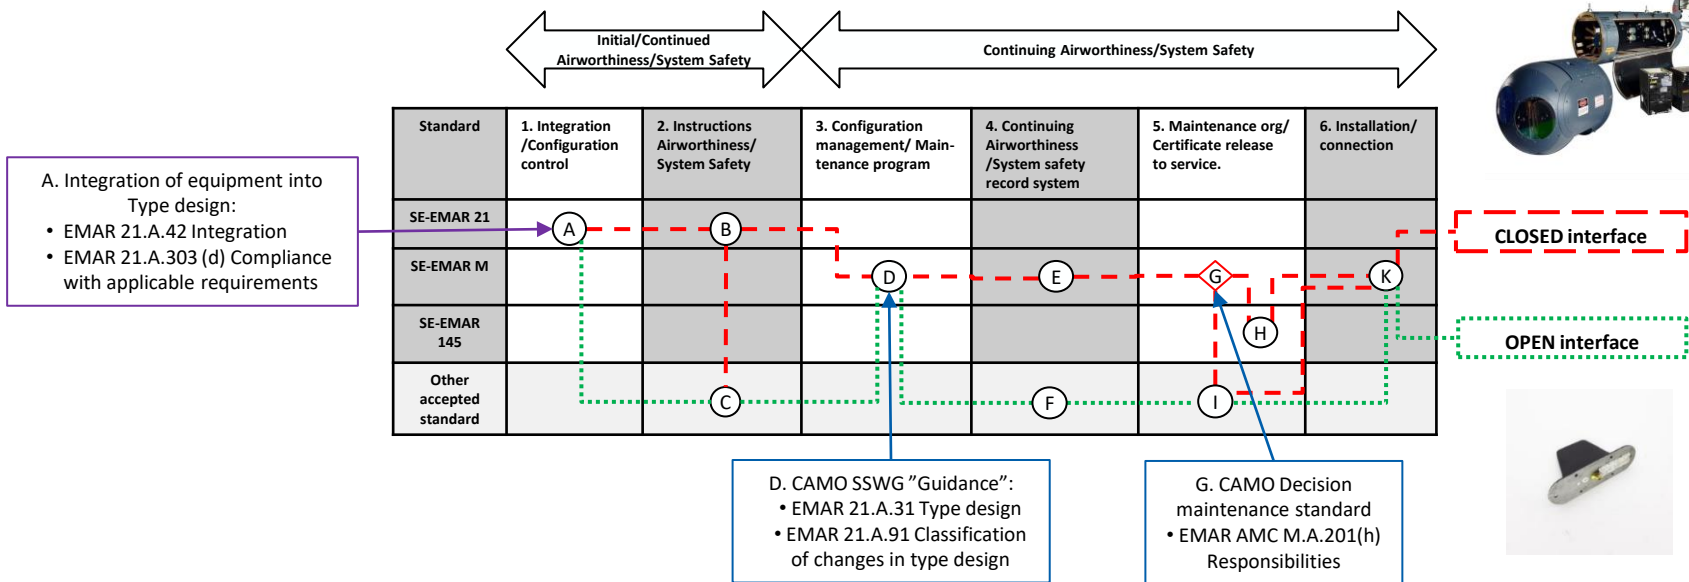 Initial/Continued
Airworthiness/System Safety
Continuing Airworthiness/System Safety
Standard
1. Integration
/Configuration
control
2. Instructions
Airworthiness/
System Safety
3. Configuration
management/ Main-
tenance program
4. Continuing
Airworthiness
/System safety
record system
5. Maintenance org/
Certificate release
to service.
6. Installation/
connection
A. Integration of equipment into
Type design:
• EMAR 21.A.42 Integration
• EMAR 21.A.303 (d) Compliance
with applicable requirements
SE-EMAR 21
A
B
CLOSED interface
SE-EMAR M
D
E
G
K
SE-EMAR
145
H
OPEN interface
Other
accepted
standard
C
F
I
D. CAMO SSWG ”Guidance”:
• EMAR 21.A.31 Type design
• EMAR 21.A.91 Classification
of changes in type design
G. CAMO Decision
maintenance standard
• EMAR AMC M.A.201(h)
Responsibilities